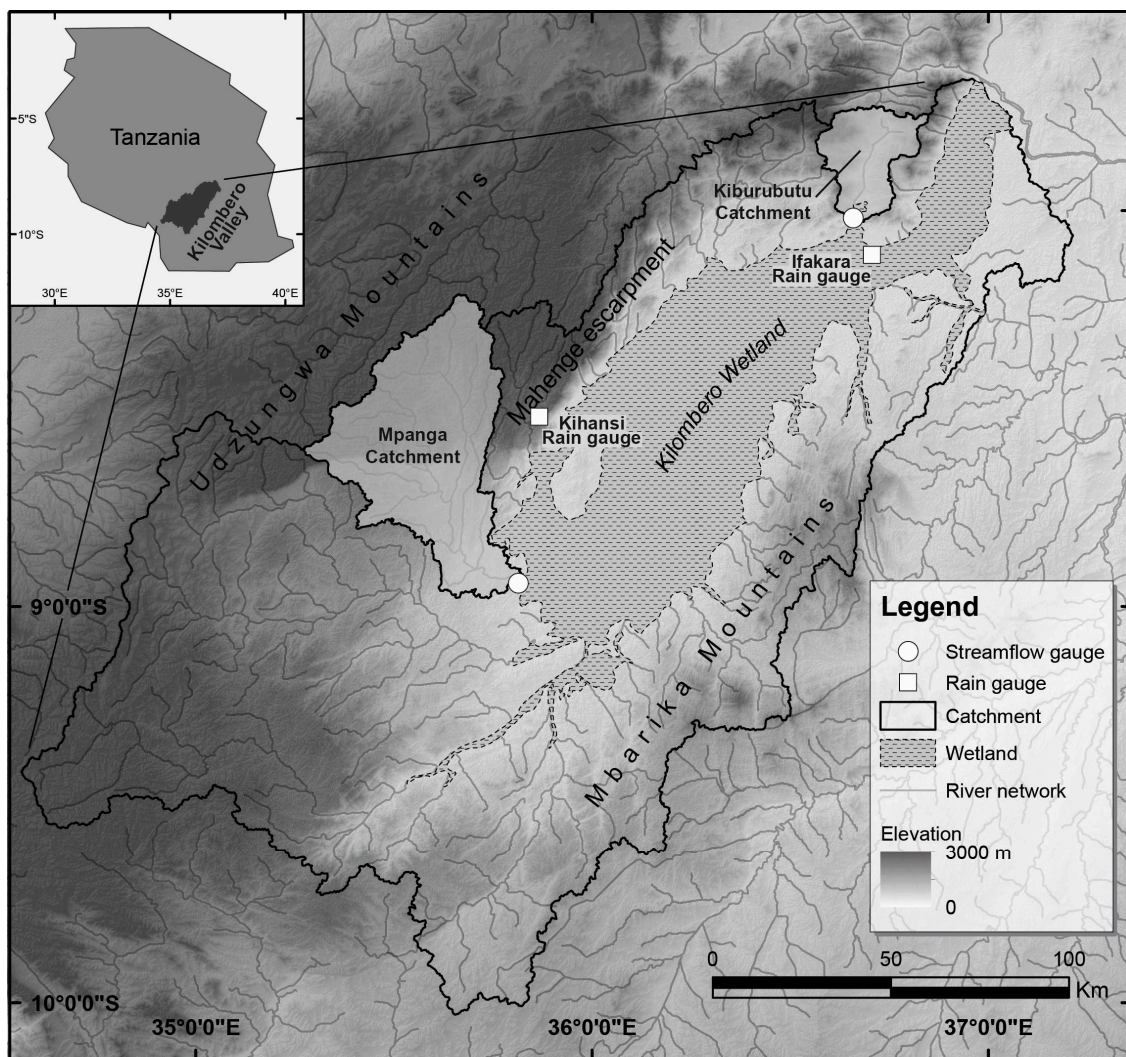 5°S
10°S
30°E
35°E
40°E
Tanzania
Kilombero
Valley
Udzungwa Mountains
Mahenge escarpment
Kiburubutu
Catchment
Ifakara
Rain gauge
Kilombero Wetland
Mpanga
Catchment
Kihansi
Rain gauge
Mbarika Mountains
9°0'0"S
10°0'0"S
35°0'0"E
36°0'0"E
37°0'0"E
Legend
Streamflow gauge
Rain gauge
Catchment
Wetland
River network
Elevation
3000 m
0
0
50
100
Km